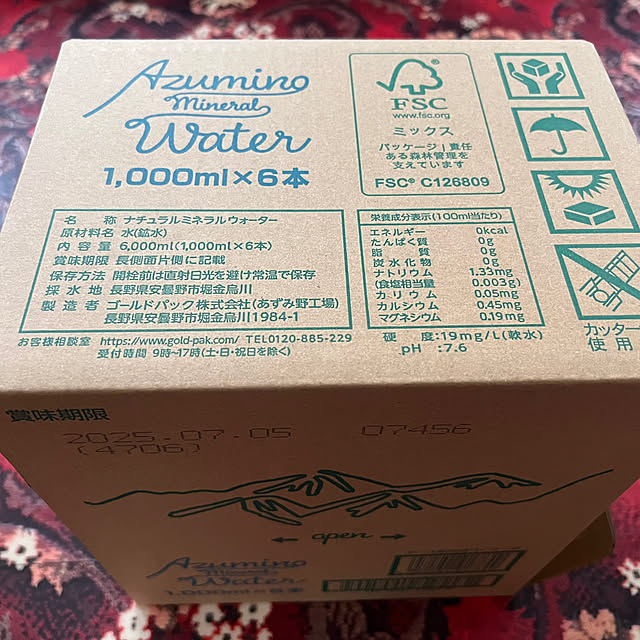 Azumino
Mineral
Water
1,000ml×6本
FSC
www.fsc.org
ミックス
パッケージ|責任
ある森林管理を
支えています
FSC® C126809
名　称 ナチュラルミネラルウォーター
原材料名 水(鉱水)
内 容 量 6,000ml(1,000ml×6本)
賞味期限 長側面片側に記載
保存方法 開栓前は直射日光を避け常温で保存
採 水 地 長野県安曇野市堀金烏川
製 造 者 ゴールドパック株式会社(あずみ野工場)
長野県安曇野市堀金烏川1984-1
お客様相談室 https://www.gold-pak.com/ TEL0120-885-229
受付時間 9時~17時(土・日・祝日を除く)
栄養成分表示(100ml当たり)
エネルギー 0kcal
たんぱく質 0g
脂　質 0g
炭水化物 0g
ナトリウム 1.33mg
(食塩相当量 0.003g)
カリウム 0.05mg
カルシウム 0.45mg
マグネシウム 0.19mg
硬　度:19mg/L(軟水)
pH :7.6
カッター
使用
賞味期限
2025.07.05 07456
(4706)
← open →
Azumino
Mineral
Water
1,000ml×6本